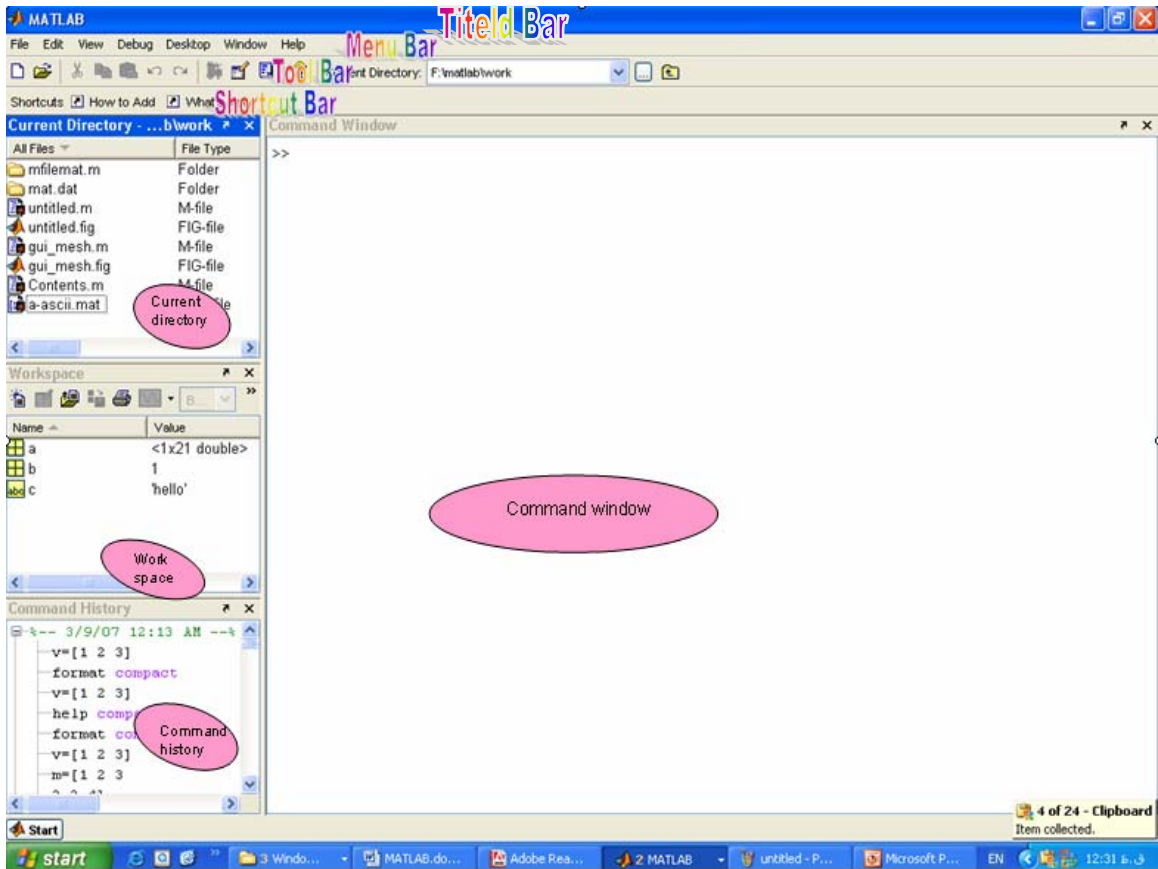 MATLAB
Titeld Bar
File Edit View Debug Desktop Window Help
Menu Bar
Tool Bar
ent Directory: F:\matlab\work
Shortcuts How to Add What
Shortcut Bar
Current Directory - ...b\work
All Files File Type
mfilemat.m Folder
mat.dat Folder
untitled.m M-file
untitled.fig FIG-file
gui_mesh.m M-file
gui_mesh.fig FIG-file
Contents.m M-file
a-ascii.mat
Current
directory
Workspace
B...
Name Value
a <1x21 double>
b 1
abc c 'hello'
Work
space
Command History
%-- 3/9/07 12:13 AM --%
v=[1 2 3]
format compact
v=[1 2 3]
help comp
format co
v=[1 2 3]
m=[1 2 3
Command
history
Command Window
>>
Command window
Start
4 of 24 - Clipboard
Item collected.
start 3 Windo... MATLAB.do... Adobe Rea... 2 MATLAB untitled - P... Microsoft P... EN 12:31 ق.ظ